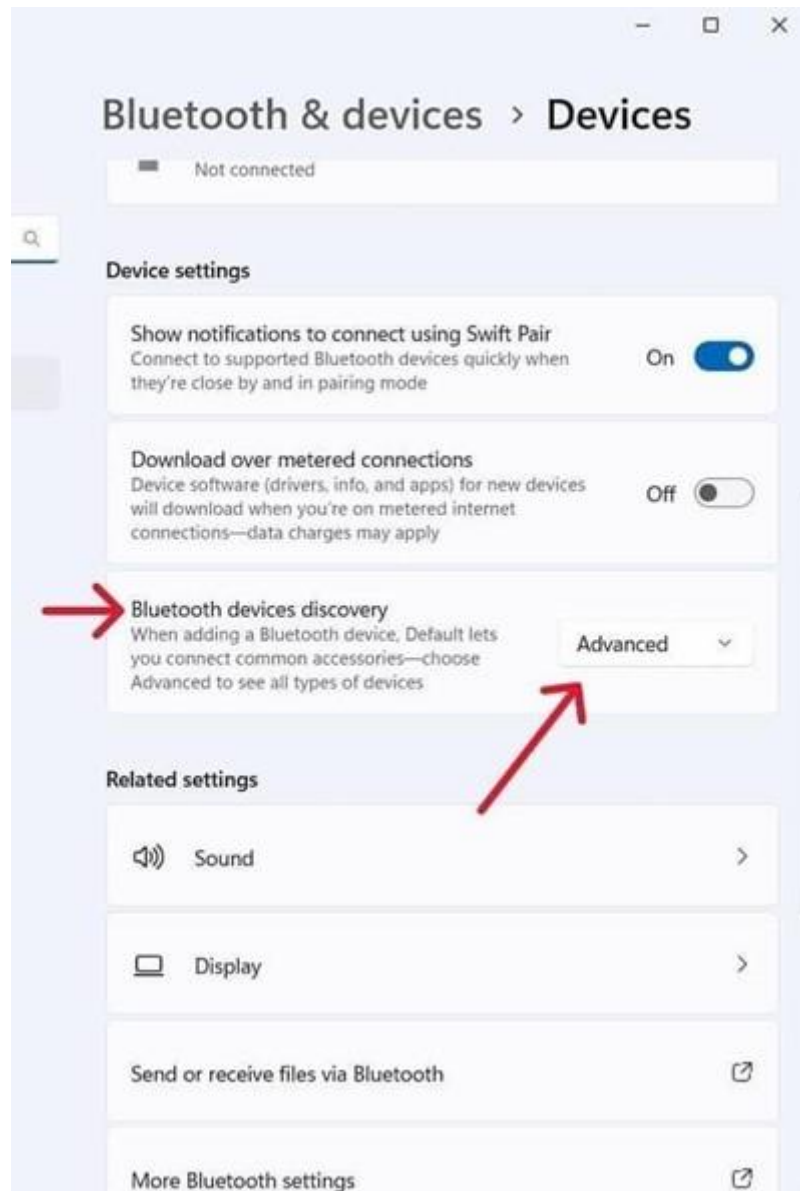 Bluetooth & devices > Devices
Not connected
Device settings
Show notifications to connect using Swift Pair
Connect to supported Bluetooth devices quickly when
they're close by and in pairing mode
On
Download over metered connections
Device software (drivers, info, and apps) for new devices
will download when you're on metered internet
connections—data charges may apply
Off
Bluetooth devices discovery
When adding a Bluetooth device, Default lets
you connect common accessories—choose
Advanced to see all types of devices
Advanced
Related settings
Sound
Display
Send or receive files via Bluetooth
More Bluetooth settings